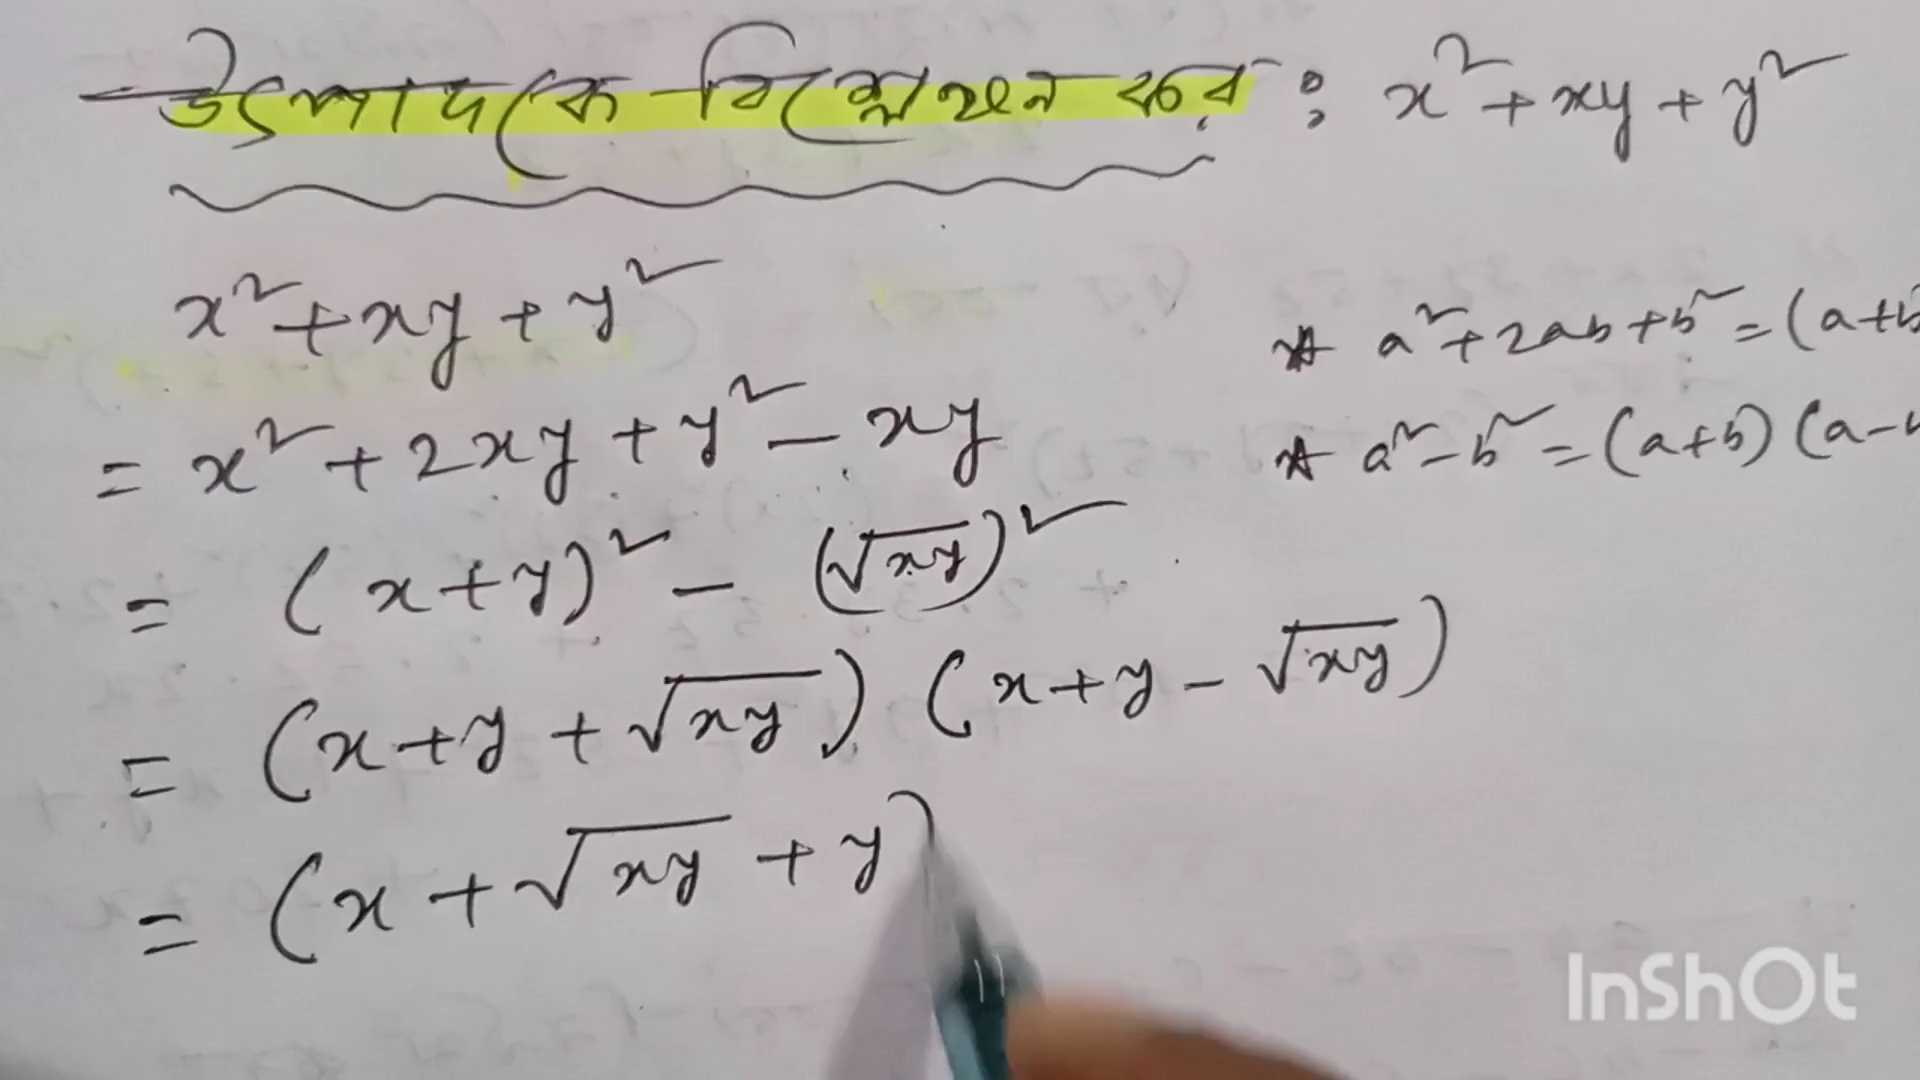 উৎপাদকে বিশ্লেষন কর : x² + xy + y²
x² + xy + y²
= x² + 2xy + y² - xy
= (x+y)² - (√xy)²
= (x+y + √xy) (x+y - √xy)
= (x + √xy + y)
* a² + 2ab + b² = (a+b
* a² - b² = (a+b) (a-b
InShOt